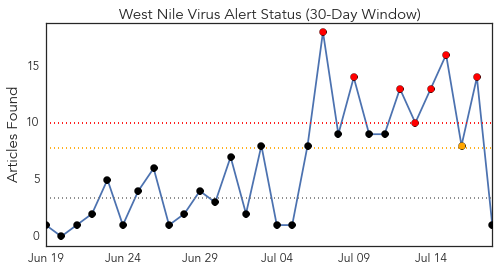 West Nile Virus Alert Status (30-Day Window)
Articles Found
15
10
5
0
Jun 19 Jun 24 Jun 29 Jul 04 Jul 09 Jul 14